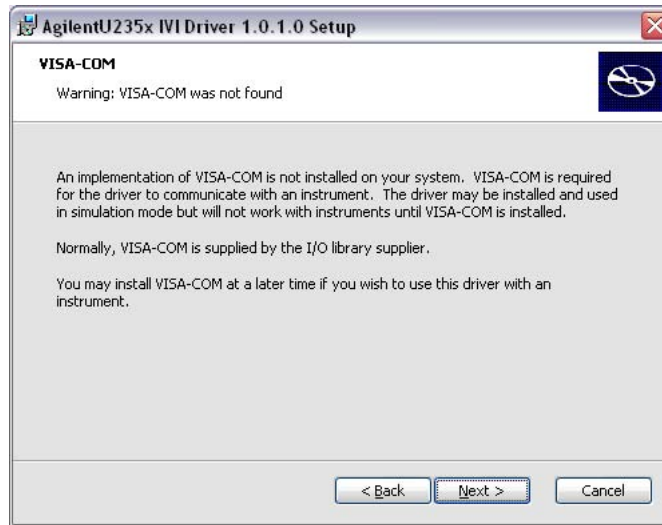 AgilentU235x IVI Driver 1.0.1.0 Setup
VISA-COM
Warning: VISA-COM was not found
An implementation of VISA-COM is not installed on your system. VISA-COM is required
for the driver to communicate with an instrument. The driver may be installed and used
in simulation mode but will not work with instruments until VISA-COM is installed.
Normally, VISA-COM is supplied by the I/O library supplier.
You may install VISA-COM at a later time if you wish to use this driver with an
instrument.
< Back
Next >
Cancel